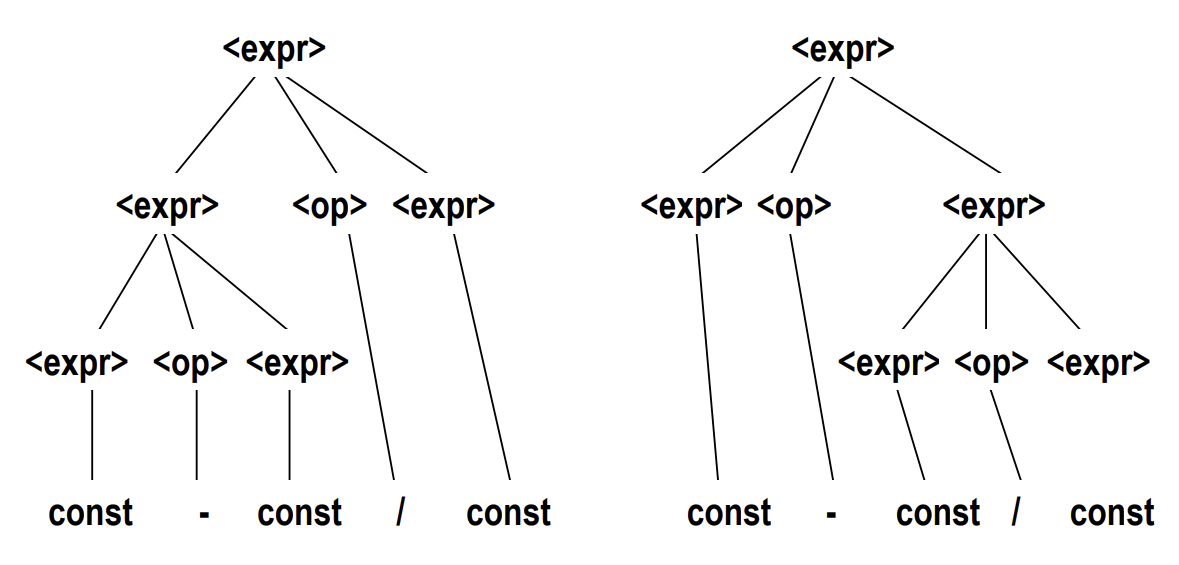 <expr> <expr>
<expr> <op> <expr> <expr> <op> <expr>
<expr> <op> <expr> <expr> <op> <expr>
const - const / const const - const / const